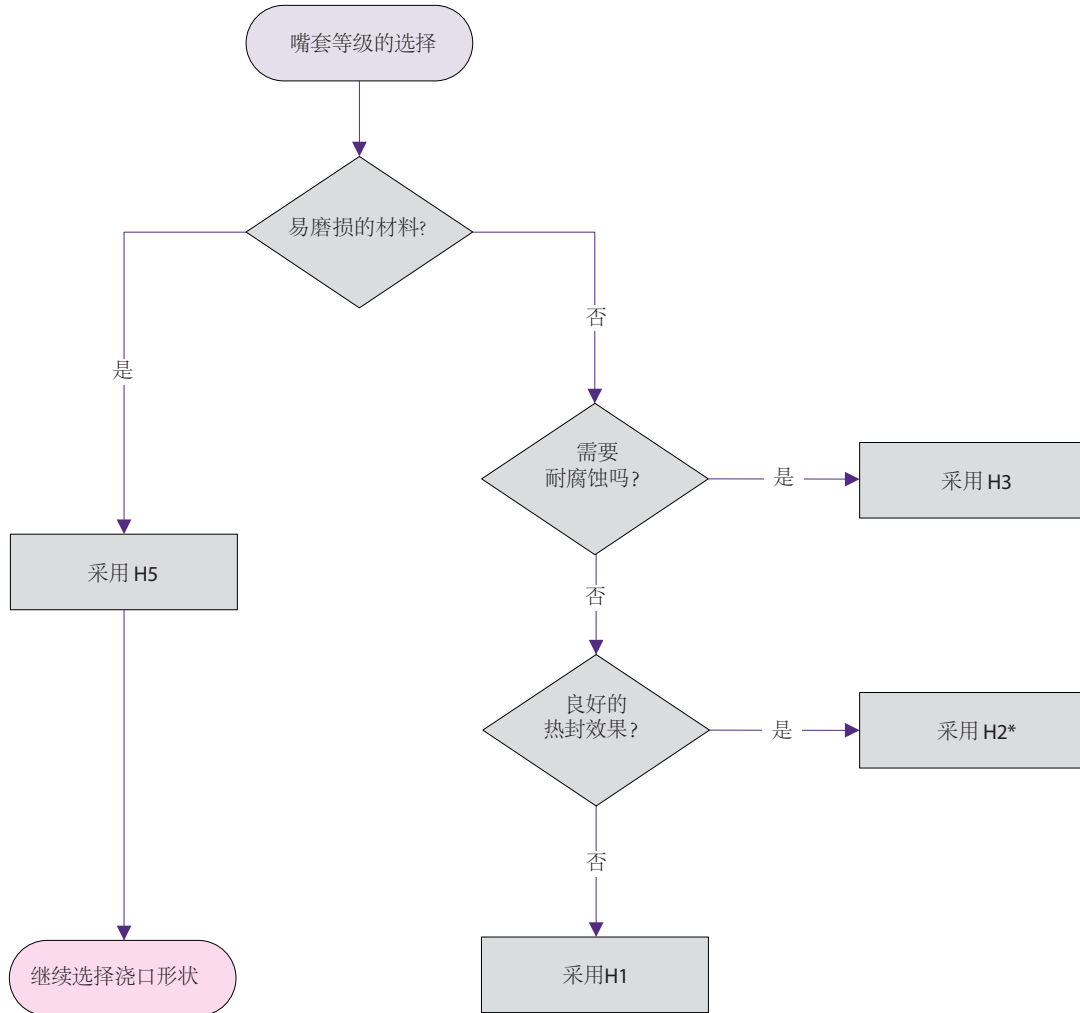 嘴套等级的选择
易磨损的材料?
否
是
需要
耐腐蚀吗?
是
采用 H3
采用 H5
否
良好的
热封效果?
是
采用 H2*
否
继续选择浇口形状
采用H1